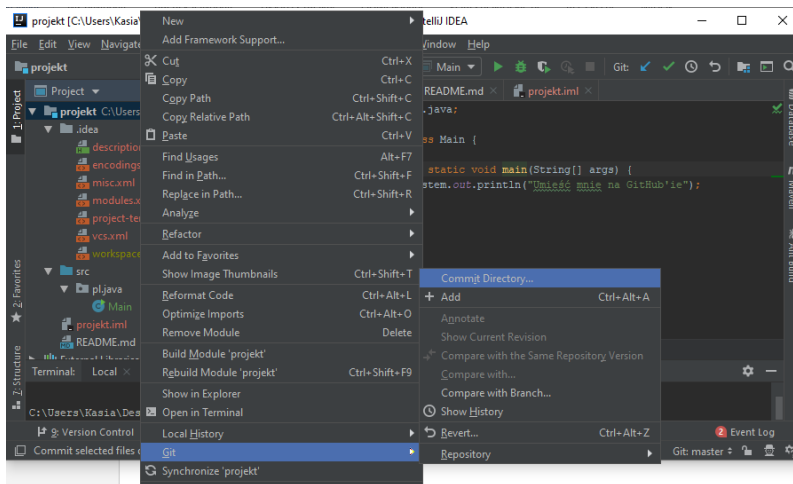 projekt [C:\Users\Kasia\
telliJ IDEA
File Edit View Navigate
Window Help
projekt
Main
Git:
Project
README.md
projekt.iml
1: Project
projekt C:\Users
.idea
description
encodings
misc.xml
modules.x
project-te
vcs.xml
workspace
src
pl.java
Main
projekt.iml
README.md
External Libraries
.java;
ss Main {
static void main(String[] args) {
stem.out.println("Umieść mnie na GitHub'ie");
Database
Maven
Ant Build
2: Favorites
7: Structure
New
Add Framework Support...
Cut Ctrl+X
Copy Ctrl+C
Copy Path Ctrl+Shift+C
Copy Relative Path Ctrl+Alt+Shift+C
Paste Ctrl+V
Find Usages Alt+F7
Find in Path... Ctrl+Shift+F
Replace in Path... Ctrl+Shift+R
Analyze
Refactor
Add to Favorites
Show Image Thumbnails Ctrl+Shift+T
Reformat Code Ctrl+Alt+L
Optimize Imports Ctrl+Alt+O
Remove Module Delete
Build Module 'projekt'
Rebuild Module 'projekt' Ctrl+Shift+F9
Show in Explorer
Open in Terminal
Local History
Git
Synchronize 'projekt'
Commit Directory...
Add Ctrl+Alt+A
Annotate
Show Current Revision
Compare with the Same Repository Version
Compare with...
Compare with Branch...
Show History
Revert... Ctrl+Alt+Z
Repository
Terminal: Local
C:\Users\Kasia\Des
9: Version Control
2 Event Log
Commit selected files
Git: master